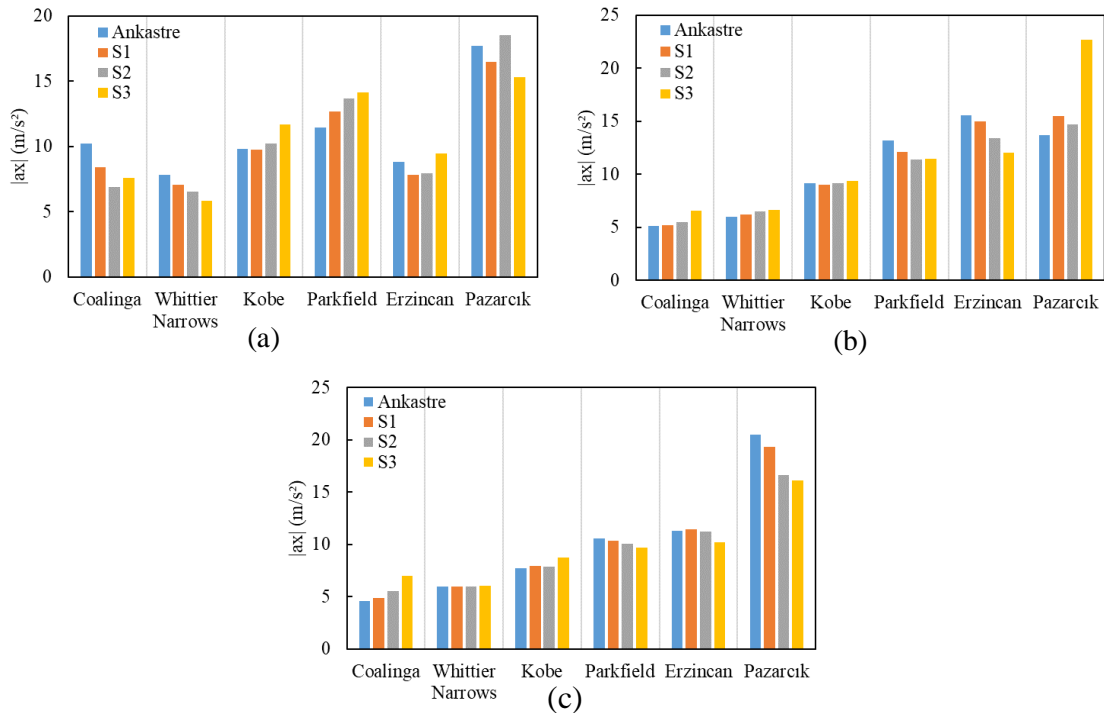 20
15
10
5
0
|ax| (m/s²)
Ankastre
S1
S2
S3
Coalinga
Whittier
Narrows
Kobe
Parkfield
Erzincan
Pazarcık
(a)
25
20
15
10
5
0
|ax| (m/s²)
Ankastre
S1
S2
S3
Coalinga
Whittier
Narrows
Kobe
Parkfield
Erzincan
Pazarcık
(b)
25
20
15
10
5
0
|ax| (m/s²)
Ankastre
S1
S2
S3
Coalinga
Whittier
Narrows
Kobe
Parkfield
Erzincan
Pazarcık
(c)